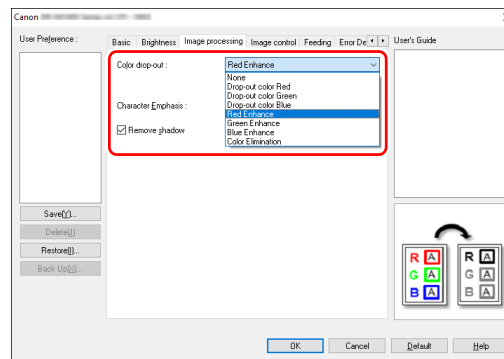 Canon
User Preference :
Basic Brightness Image processing Image control Feeding Error De
User's Guide
Color drop-out :
Red Enhance
None
Drop-out color Red
Drop-out color Green
Drop-out color Blue
Red Enhance
Green Enhance
Blue Enhance
Color Elimination
Character Emphasis :
Remove shadow
Save(Y)...
Delete(J)
Restore(I)...
R A R A
G A G A
B A B A
OK Cancel Default Help